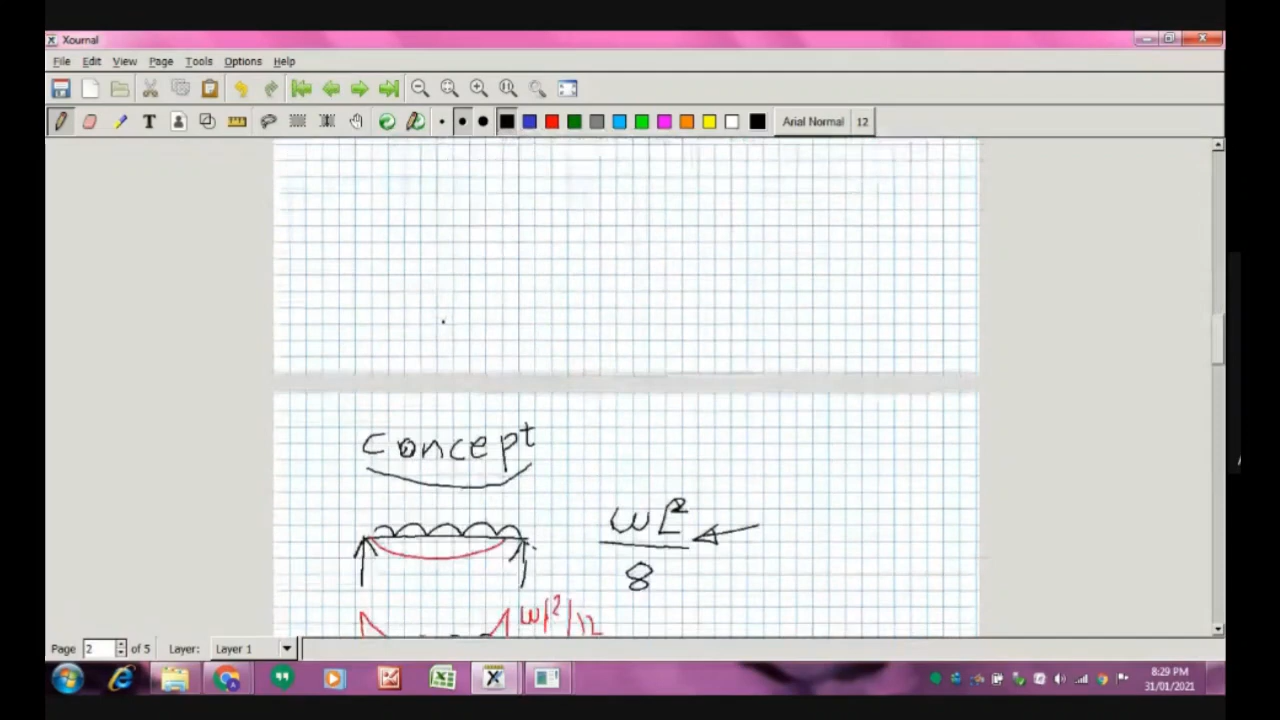 Xournal
File Edit View Page Tools Options Help
Arial Normal 12
Concept
wL²
8
wl²/12
Page 2 of 5 Layer: Layer 1
8:29 PM
31/01/2021